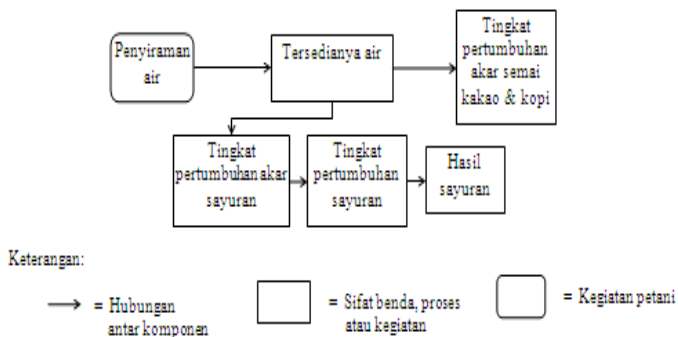 Penyiraman
air
Tersedianya air
Tingkat
pertumbuhan
akar semai
kakao & kopi
Tingkat
pertumbuhan akar
sayuran
Tingkat
pertumbuhan
sayuran
Hasil
sayuran
Keterangan:
= Hubungan
antar komponen
= Sifat benda, proses
atau kegiatan
= Kegiatan petani